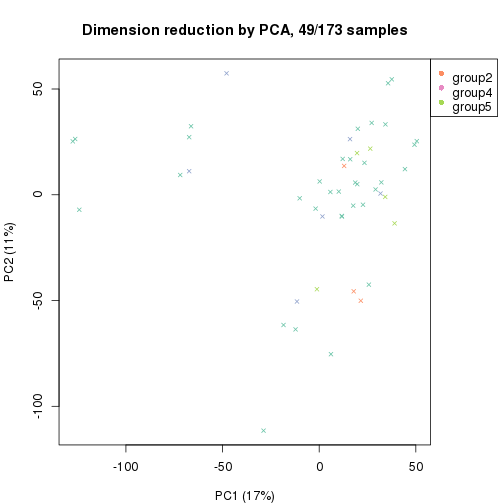 Dimension reduction by PCA, 49/173 samples
group2
group4
group5
50
0
-50
-100
PC2 (11%)
-100
-50
0
50
PC1 (17%)